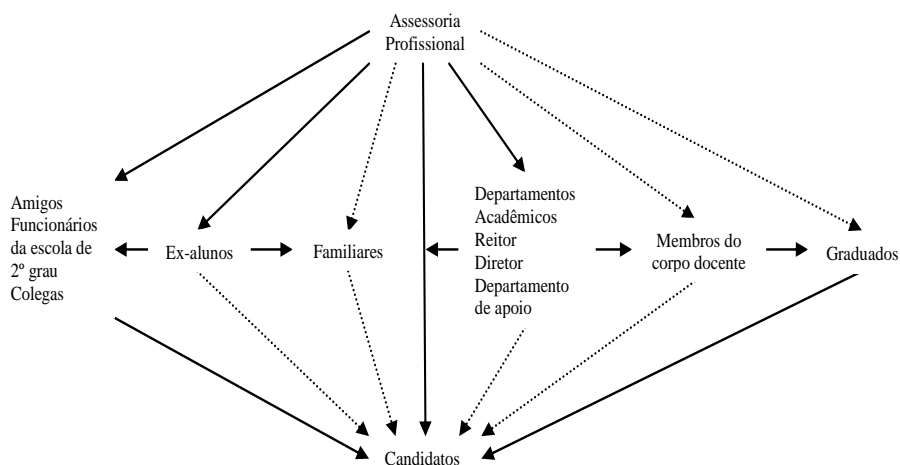 Assessoria
Profissional
Amigos
Funcionários
da escola de
2º grau
Colegas
Ex-alunos
Familiares
Departamentos
Acadêmicos
Reitor
Diretor
Departamento
de apoio
Membros do
corpo docente
Graduados
Candidatos